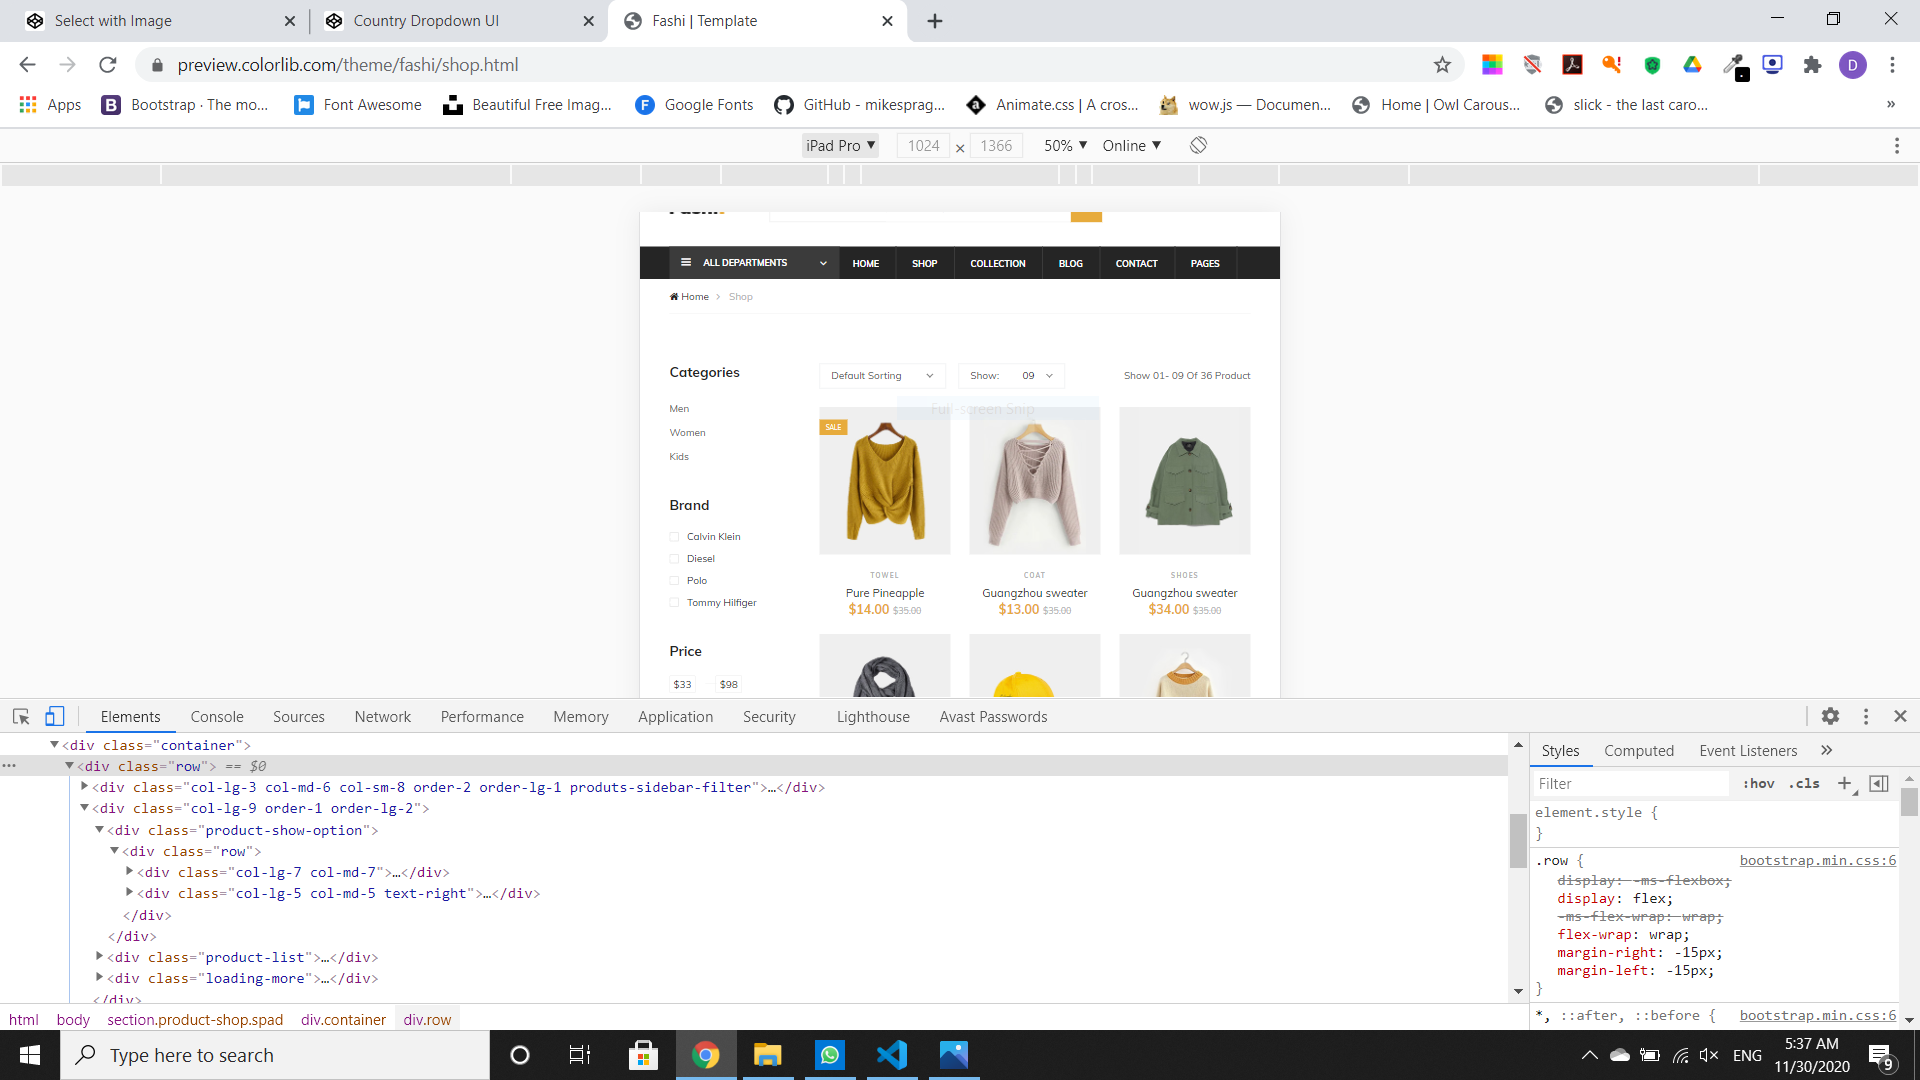 Select with Image
Country Dropdown UI
Fashi | Template
preview.colorlib.com/theme/fashi/shop.html
D
Apps
B Bootstrap · The mo...
Font Awesome
Beautiful Free Imag...
F Google Fonts
GitHub - mikesprag...
a Animate.css | A cros...
wow.js — Documen...
Home | Owl Carous...
slick - the last caro...
»
iPad Pro ▼ 1024 × 1366 50% ▼ Online ▼
ALL DEPARTMENTS HOME SHOP COLLECTION BLOG CONTACT PAGES
Home > Shop
Categories
Men
Women
Kids
Brand
Calvin Klein
Diesel
Polo
Tommy Hilfiger
Price
$33 $98
Default Sorting Show: 09 Show 01- 09 Of 36 Product
Full-screen Snip
SALE
TOWEL
Pure Pineapple
$14.00 $35.00
COAT
Guangzhou sweater
$13.00 $35.00
SHOES
Guangzhou sweater
$34.00 $35.00
Elements Console Sources Network Performance Memory Application Security Lighthouse Avast Passwords
<div class="container">
<div class="row"> == $0
<div class="col-lg-3 col-md-6 col-sm-8 order-2 order-lg-1 produts-sidebar-filter">…</div>
<div class="col-lg-9 order-1 order-lg-2">
<div class="product-show-option">
<div class="row">
<div class="col-lg-7 col-md-7">…</div>
<div class="col-lg-5 col-md-5 text-right">…</div>
</div>
</div>
<div class="product-list">…</div>
<div class="loading-more">…</div>
</div>
html body section.product-shop.spad div.container div.row
Styles Computed Event Listeners »
Filter :hov .cls +
element.style {
}
.row { bootstrap.min.css:6
display: -ms-flexbox;
display: flex;
-ms-flex-wrap: wrap;
flex-wrap: wrap;
margin-right: -15px;
margin-left: -15px;
}
*, ::after, ::before { bootstrap.min.css:6
Type here to search
ENG
5:37 AM
11/30/2020
9